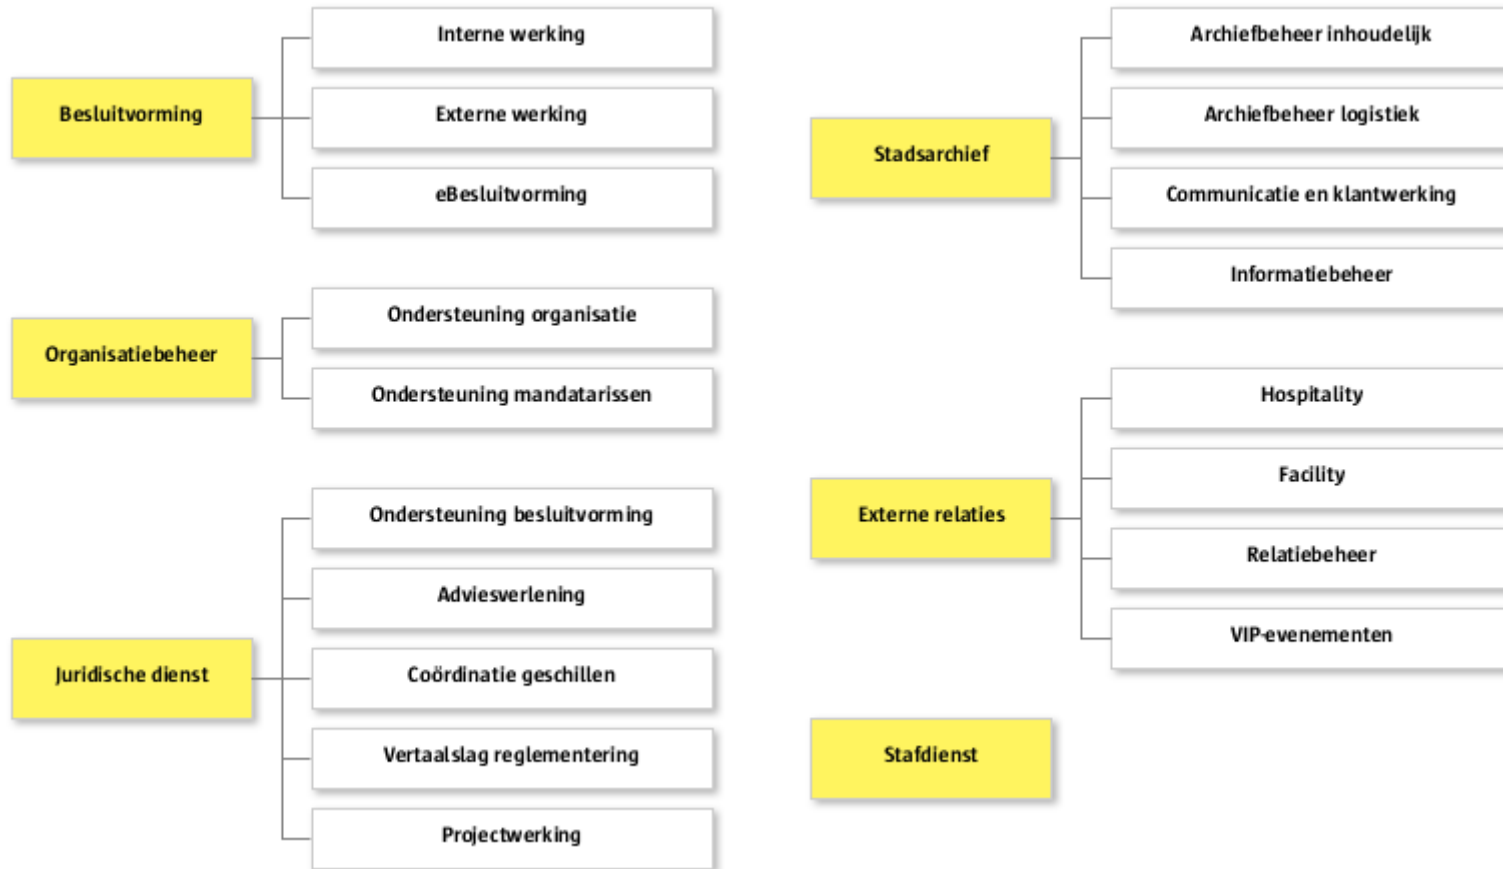 Besluitvorming
Interne werking
Externe werking
eBesluitvorming
Organisatiebeheer
Ondersteuning organisatie
Ondersteuning mandatarissen
Juridische dienst
Ondersteuning besluitvorming
Adviesverlening
Coördinatie geschillen
Vertaalslag reglementering
Projectwerking
Stadsarchief
Archiefbeheer inhoudelijk
Archiefbeheer logistiek
Communicatie en klantwerking
Informatiebeheer
Externe relaties
Hospitality
Facility
Relatiebeheer
VIP-evenementen
Stafdienst